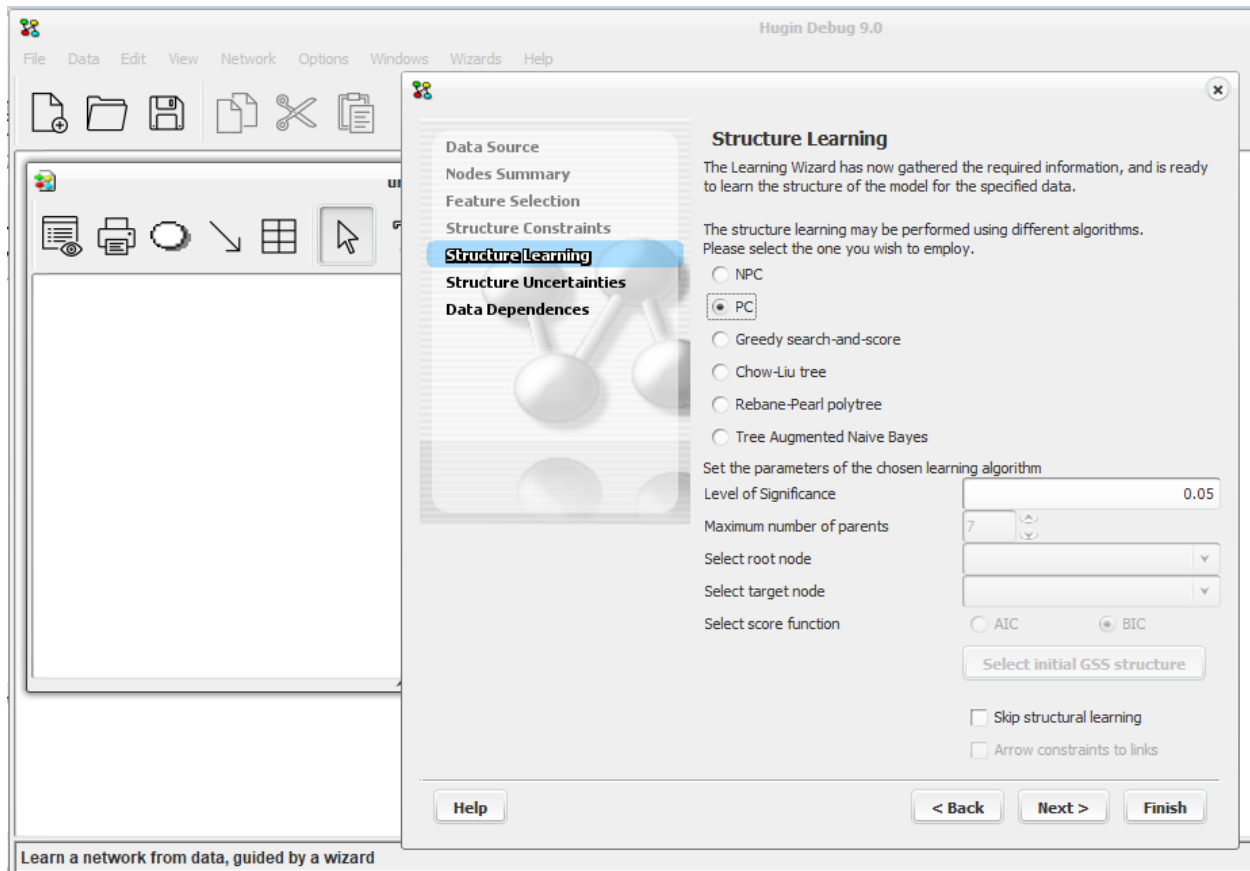 Hugin Debug 9.0
File Data Edit View Network Options Windows Wizards Help
Data Source
Nodes Summary
Feature Selection
Structure Constraints
Structure Learning
Structure Uncertainties
Data Dependences
Structure Learning
The Learning Wizard has now gathered the required information, and is ready
to learn the structure of the model for the specified data.
The structure learning may be performed using different algorithms.
Please select the one you wish to employ.
NPC
PC
Greedy search-and-score
Chow-Liu tree
Rebane-Pearl polytree
Tree Augmented Naive Bayes
Set the parameters of the chosen learning algorithm
Level of Significance 0.05
Maximum number of parents 7
Select root node
Select target node
Select score function AIC BIC
Select initial GSS structure
Skip structural learning
Arrow constraints to links
Help < Back Next > Finish
Learn a network from data, guided by a wizard